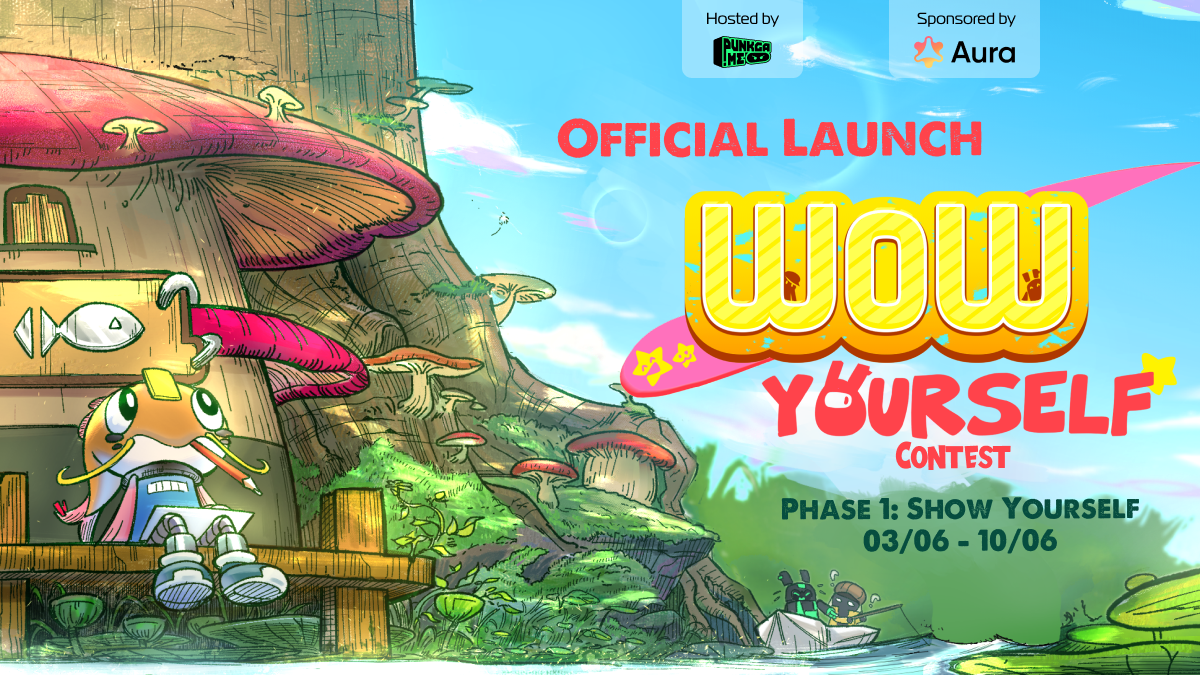 Hosted by
PUNKGA
ME
Sponsored by
Aura
OFFICIAL LAUNCH
WOW
YOURSELF
CONTEST
PHASE 1: SHOW YOURSELF
03/06 - 10/06
? ?
?